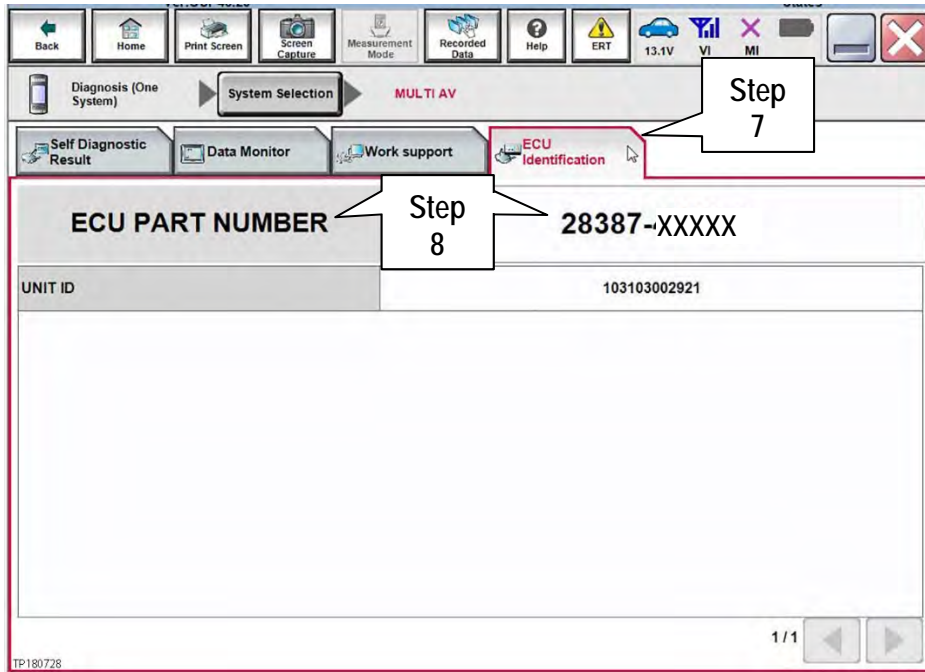 Back
Home
Print Screen
Screen Capture
Measurement Mode
Recorded Data
Help
ERT
13.1V
VI
MI
Diagnosis (One System)
System Selection
MULTI AV
Step 7
Self Diagnostic Result
Data Monitor
Work support
ECU Identification
ECU PART NUMBER
Step 8
28387-XXXXX
UNIT ID
103103002921
1/1
TP180728